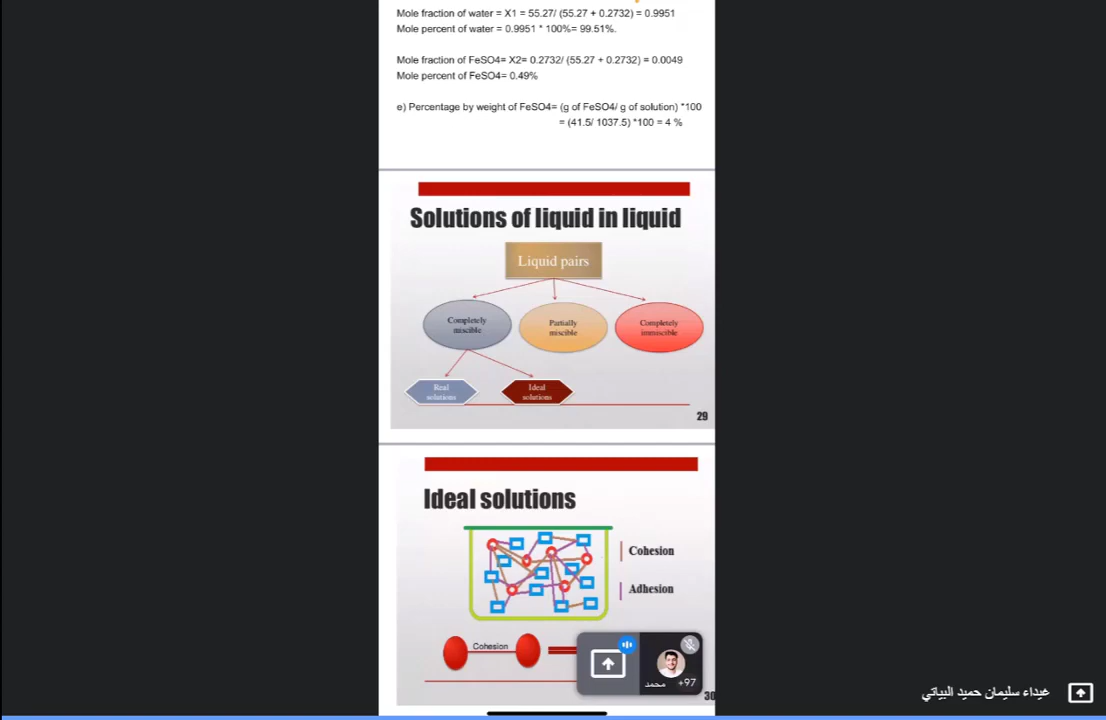 Mole fraction of water = X1 = 55.27/ (55.27 + 0.2732) = 0.9951
Mole percent of water = 0.9951 * 100%= 99.51%.
Mole fraction of FeSO4= X2= 0.2732/ (55.27 + 0.2732) = 0.0049
Mole percent of FeSO4= 0.49%
e) Percentage by weight of FeSO4= (g of FeSO4/ g of solution) *100
= (41.5/ 1037.5) *100 = 4 %
Solutions of liquid in liquid
Liquid pairs
Completely
miscible
Partially
miscible
Completely
immiscible
Real
solutions
Ideal
solutions
29
Ideal solutions
Cohesion
Adhesion
Cohesion
محمد
+97
30
غيداء سليمان حميد البياتي